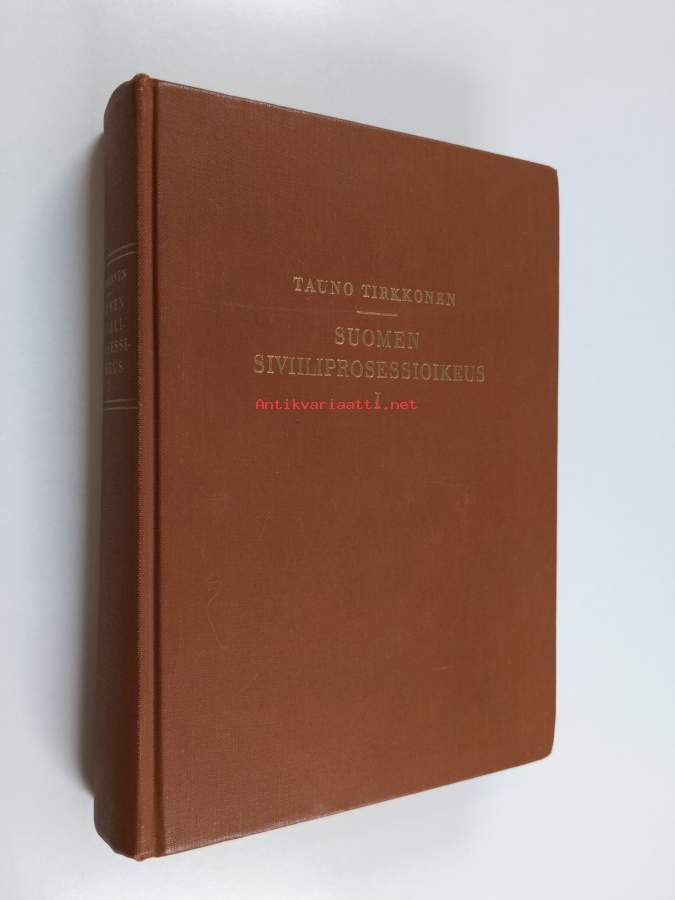 TAUNO TIRKKONEN
SUOMEN
SIVIILIPROSESSIOIKEUS
I
Antikvariaatti.net